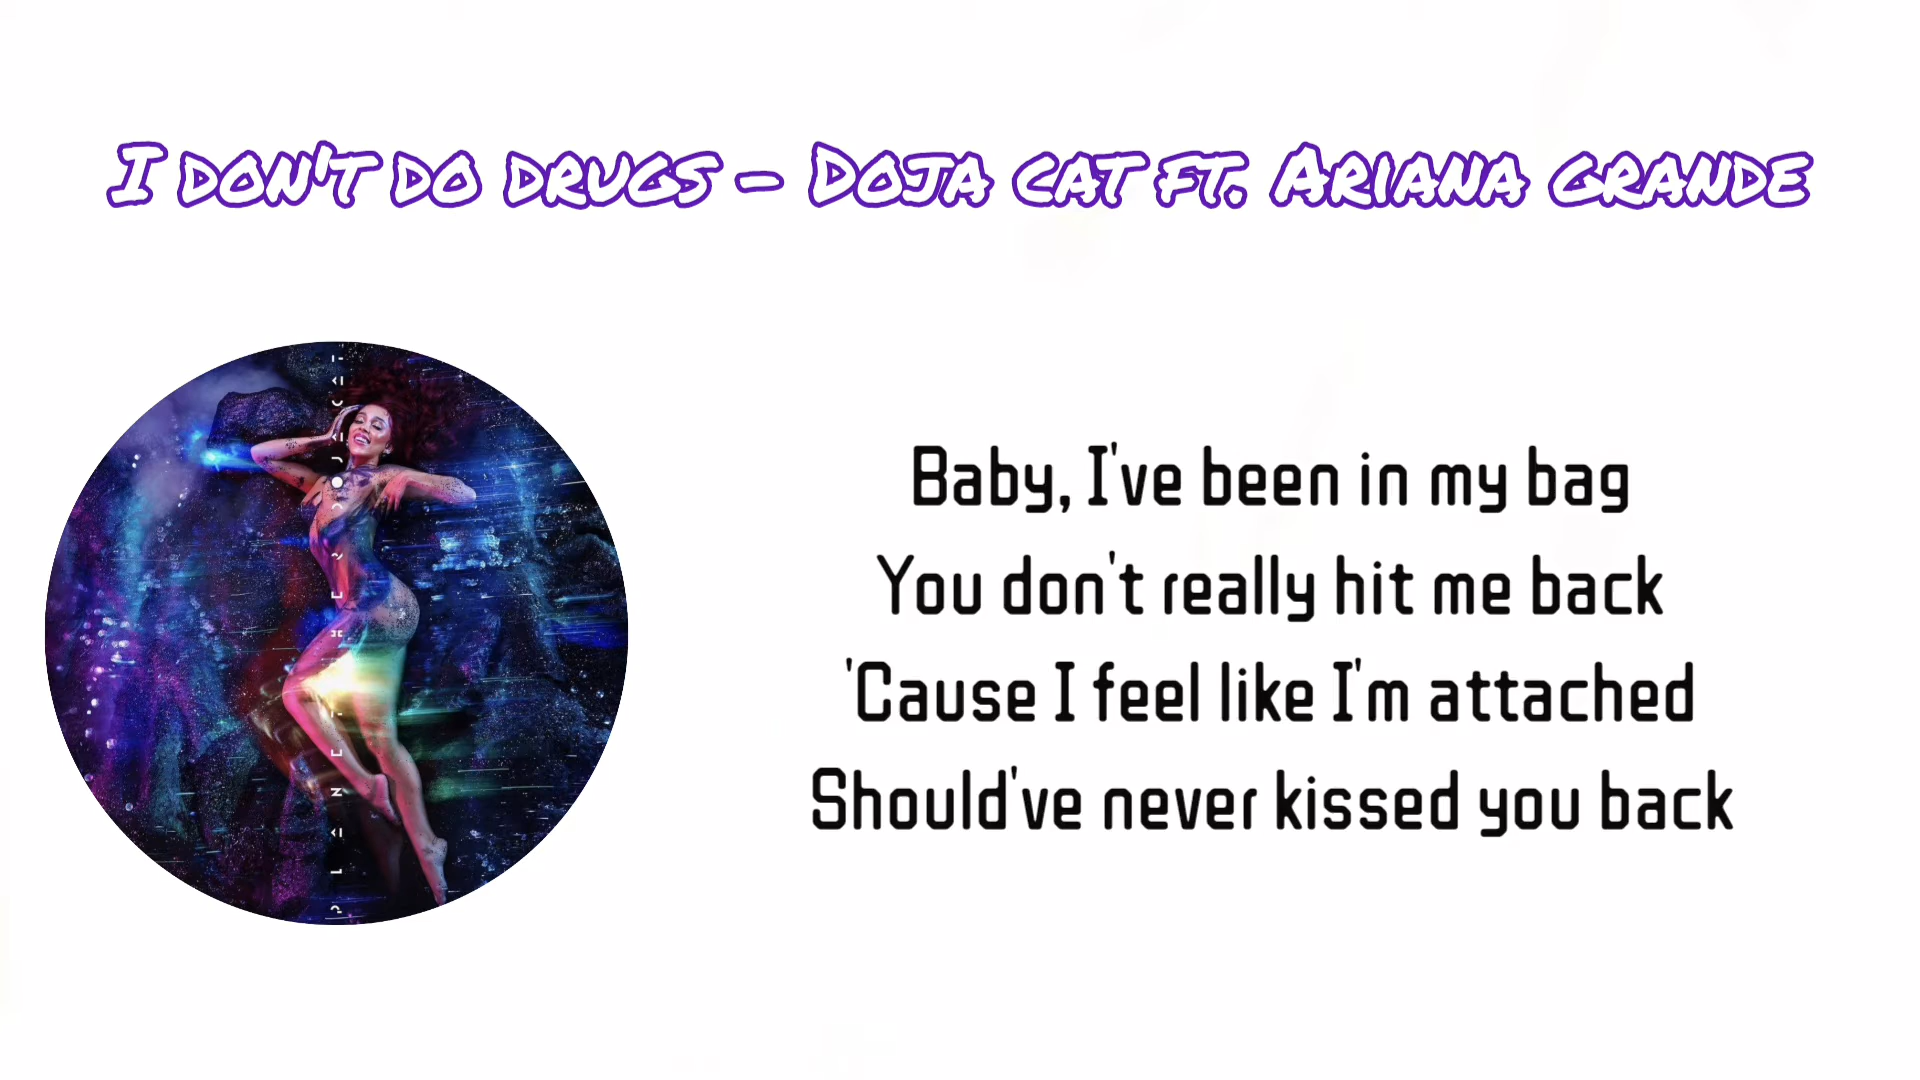 I DON'T DO DRUGS - DOJA CAT FT. ARIANA GRANDE
Baby, I've been in my bag
You don't really hit me back
'Cause I feel like I'm attached
Should've never kissed you back